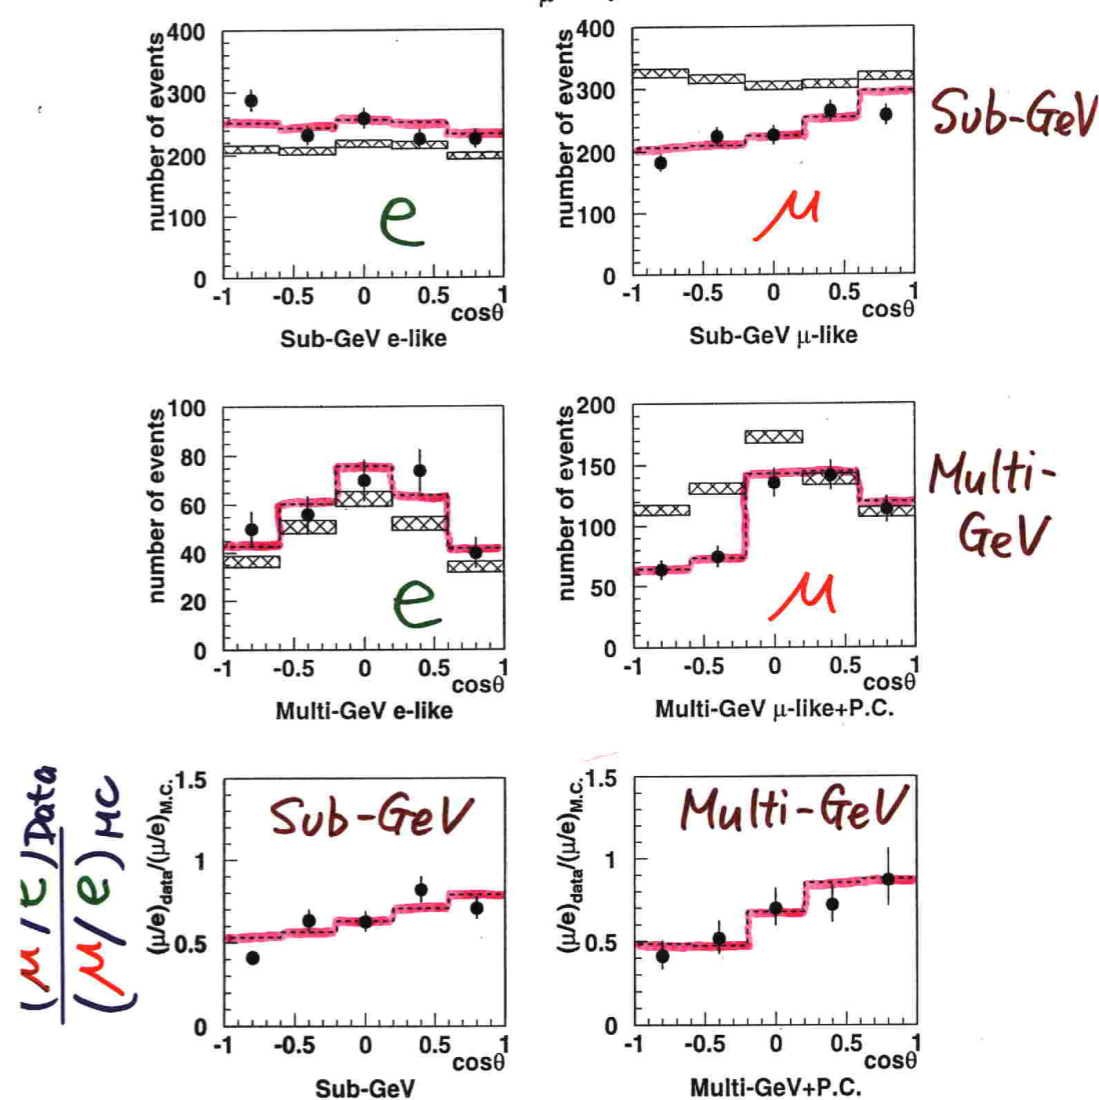 μ
400
300
200
100
0
number of events
e
-1 -0.5 0 0.5 1
cosθ
Sub-GeV e-like
400
300
200
100
0
number of events
μ
-1 -0.5 0 0.5 1
cosθ
Sub-GeV μ-like
Sub-GeV
100
80
60
40
20
0
number of events
e
-1 -0.5 0 0.5 1
cosθ
Multi-GeV e-like
200
150
100
50
0
number of events
μ
-1 -0.5 0 0.5 1
cosθ
Multi-GeV μ-like+P.C.
Multi-
GeV
(μ/e)Data
(μ/e)MC
1.5
1
0.5
0
(μ/e)data/(μ/e)M.C.
Sub-GeV
-1 -0.5 0 0.5 1
cosθ
Sub-GeV
1.5
1
0.5
0
(μ/e)data/(μ/e)M.C.
Multi-GeV
-1 -0.5 0 0.5 1
cosθ
Multi-GeV+P.C.